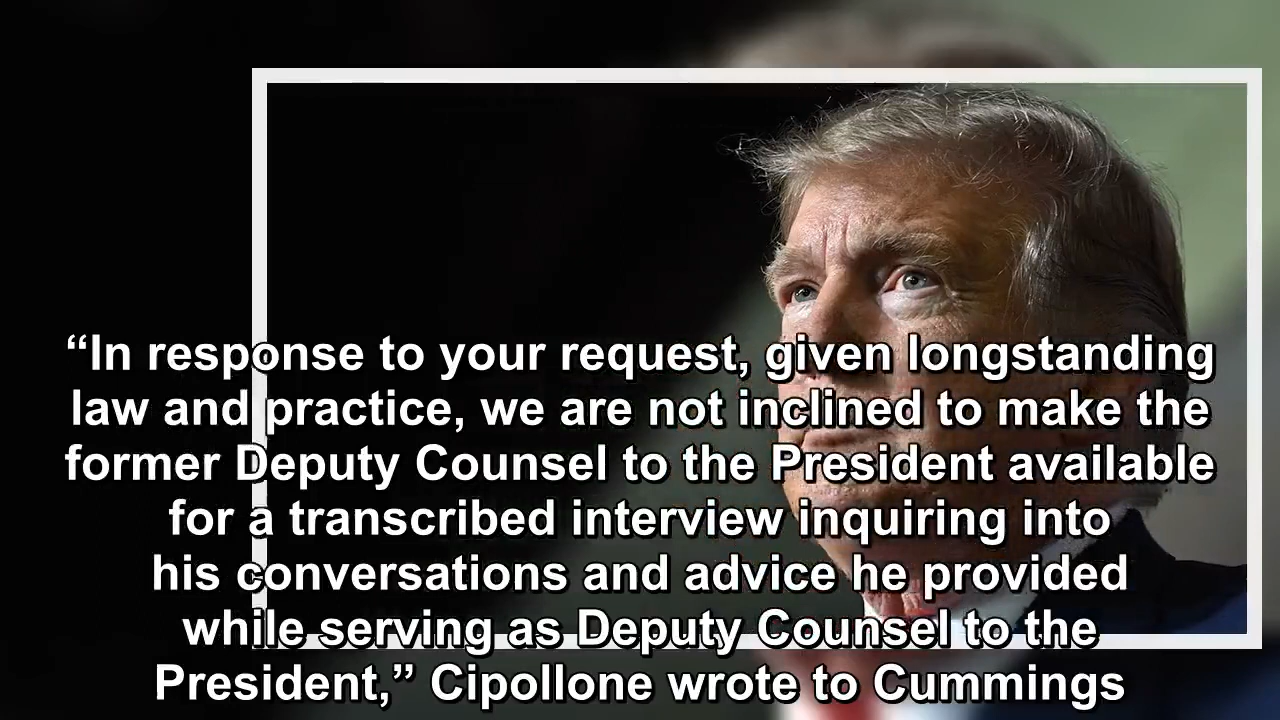 “In response to your request, given longstanding
law and practice, we are not inclined to make the
former Deputy Counsel to the President available
for a transcribed interview inquiring into
his conversations and advice he provided
while serving as Deputy Counsel to the
President,” Cipollone wrote to Cummings